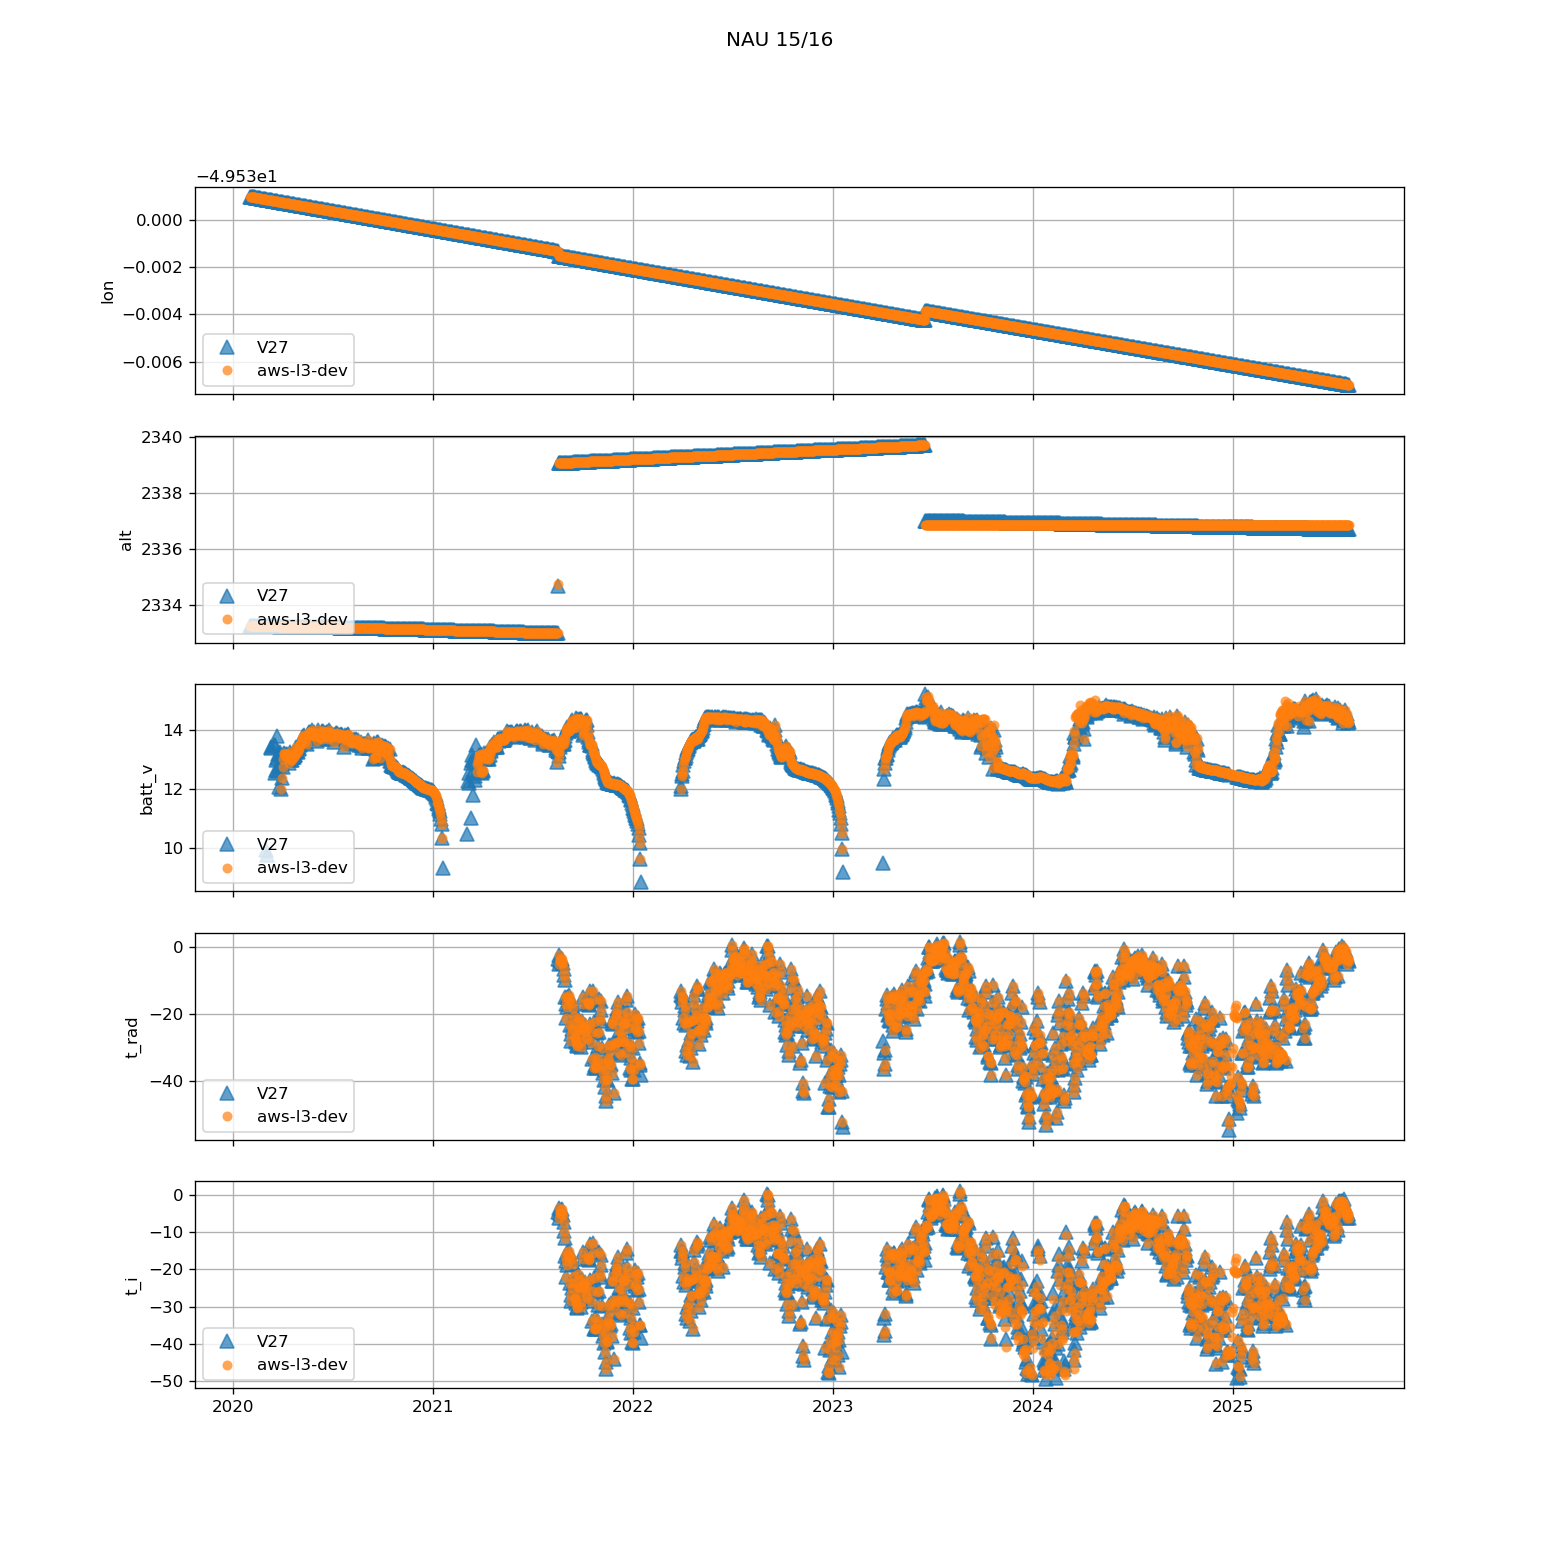 NAU 15/16
−4.953e1
0.000
−0.002
−0.004
−0.006
lon
V27
aws-l3-dev
2340
2338
2336
2334
alt
V27
aws-l3-dev
14
12
10
batt_v
V27
aws-l3-dev
0
−20
−40
t_rad
V27
aws-l3-dev
0
−10
−20
−30
−40
−50
t_i
V27
aws-l3-dev
2020 2021 2022 2023 2024 2025